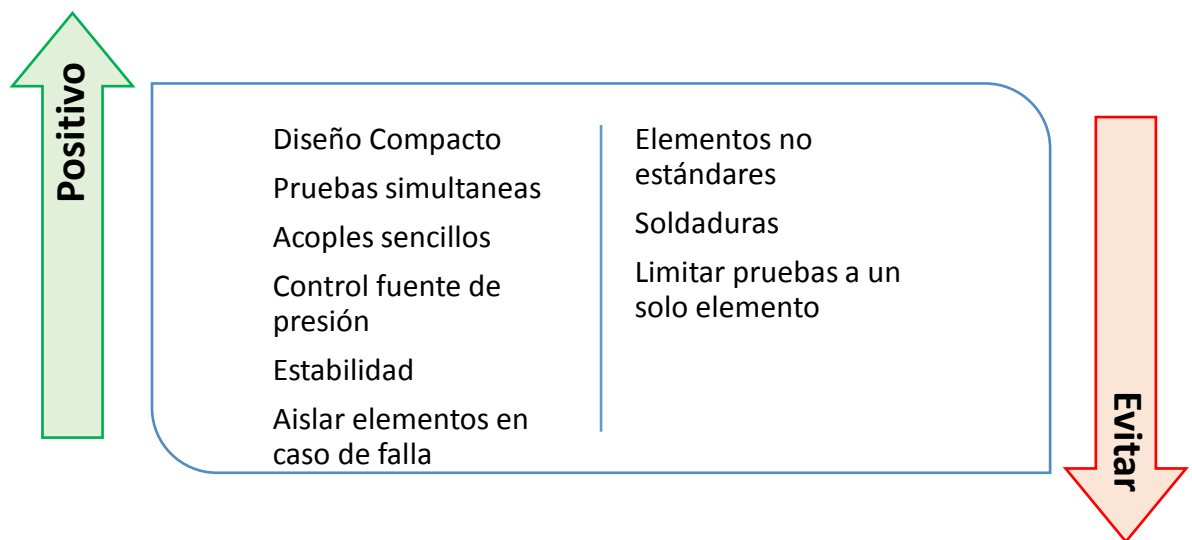 Positivo
Diseño Compacto
Pruebas simultaneas
Acoples sencillos
Control fuente de
presión
Estabilidad
Aislar elementos en
caso de falla
Elementos no
estándares
Soldaduras
Limitar pruebas a un
solo elemento
Evitar